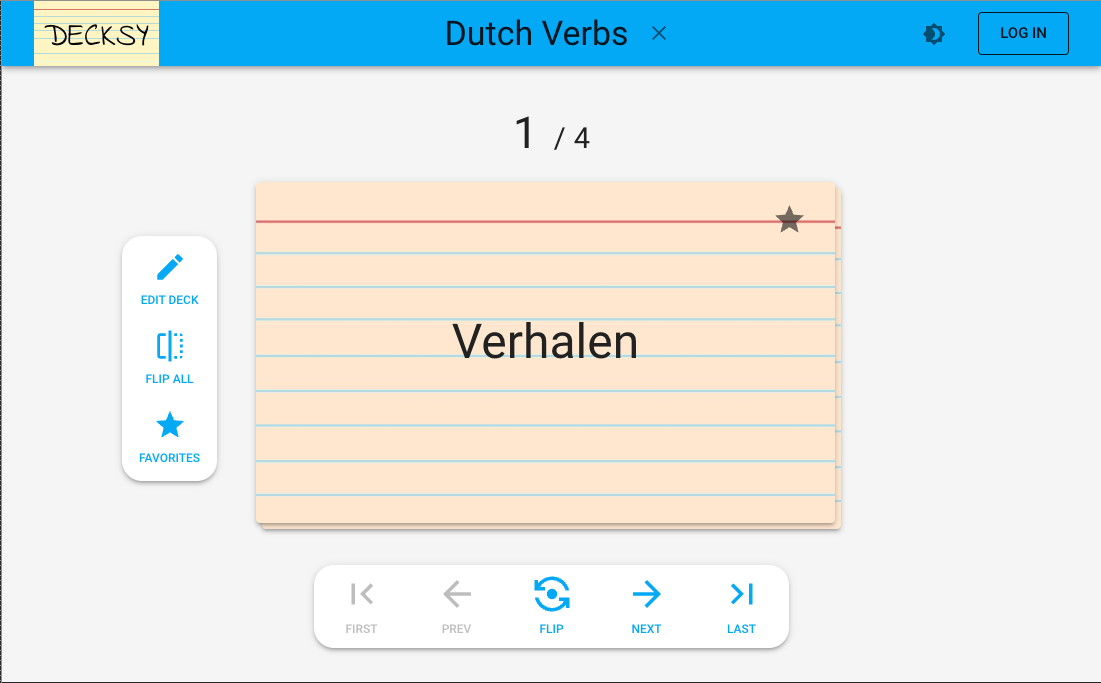 DECKSY
Dutch Verbs
LOG IN
1 / 4
EDIT DECK
FLIP ALL
FAVORITES
Verhalen
FIRST
PREV
FLIP
NEXT
LAST